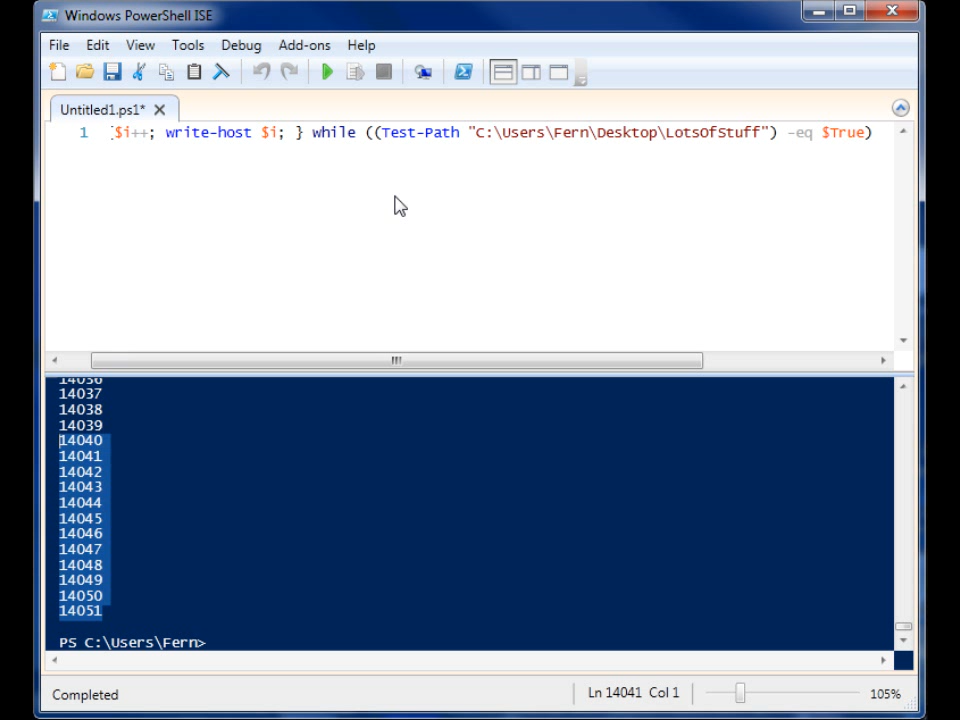 Windows PowerShell ISE
File Edit View Tools Debug Add-ons Help
Untitled1.ps1*
1 $i++; write-host $i; } while ((Test-Path "C:\Users\Fern\Desktop\LotsOfStuff") -eq $True)
14036
14037
14038
14039
14040
14041
14042
14043
14044
14045
14046
14047
14048
14049
14050
14051
PS C:\Users\Fern>
Completed Ln 14041 Col 1 105%